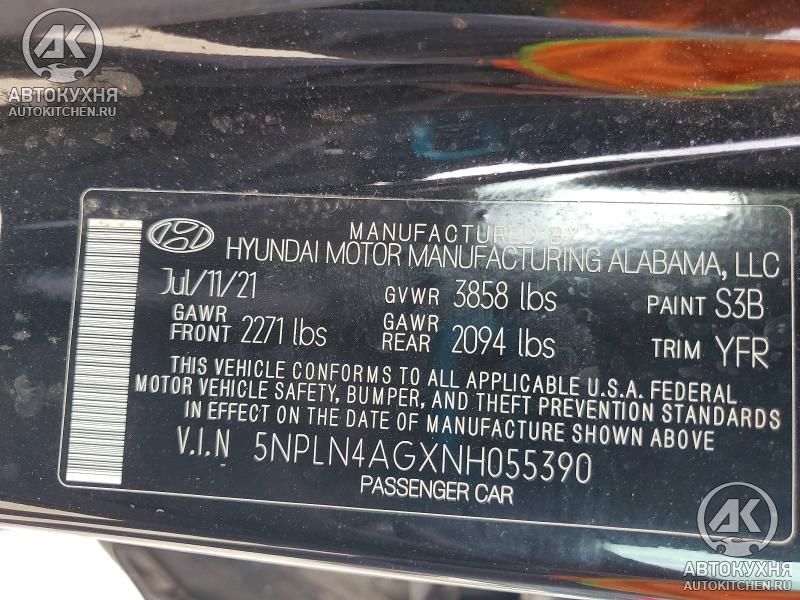 АК
АВТОКУХНЯ
AUTOKITCHEN.RU
MANUFACTURED BY
HYUNDAI MOTOR MANUFACTURING ALABAMA, LLC
Jul/11/21 GVWR 3858 lbs PAINT S3B
GAWR FRONT 2271 lbs GAWR REAR 2094 lbs TRIM YFR
THIS VEHICLE CONFORMS TO ALL APPLICABLE U.S.A. FEDERAL
MOTOR VEHICLE SAFETY, BUMPER, AND THEFT PREVENTION STANDARDS
IN EFFECT ON THE DATE OF MANUFACTURE SHOWN ABOVE.
V.I.N 5NPLN4AGXNH055390
PASSENGER CAR
АК
АВТОКУХНЯ
AUTOKITCHEN.RU